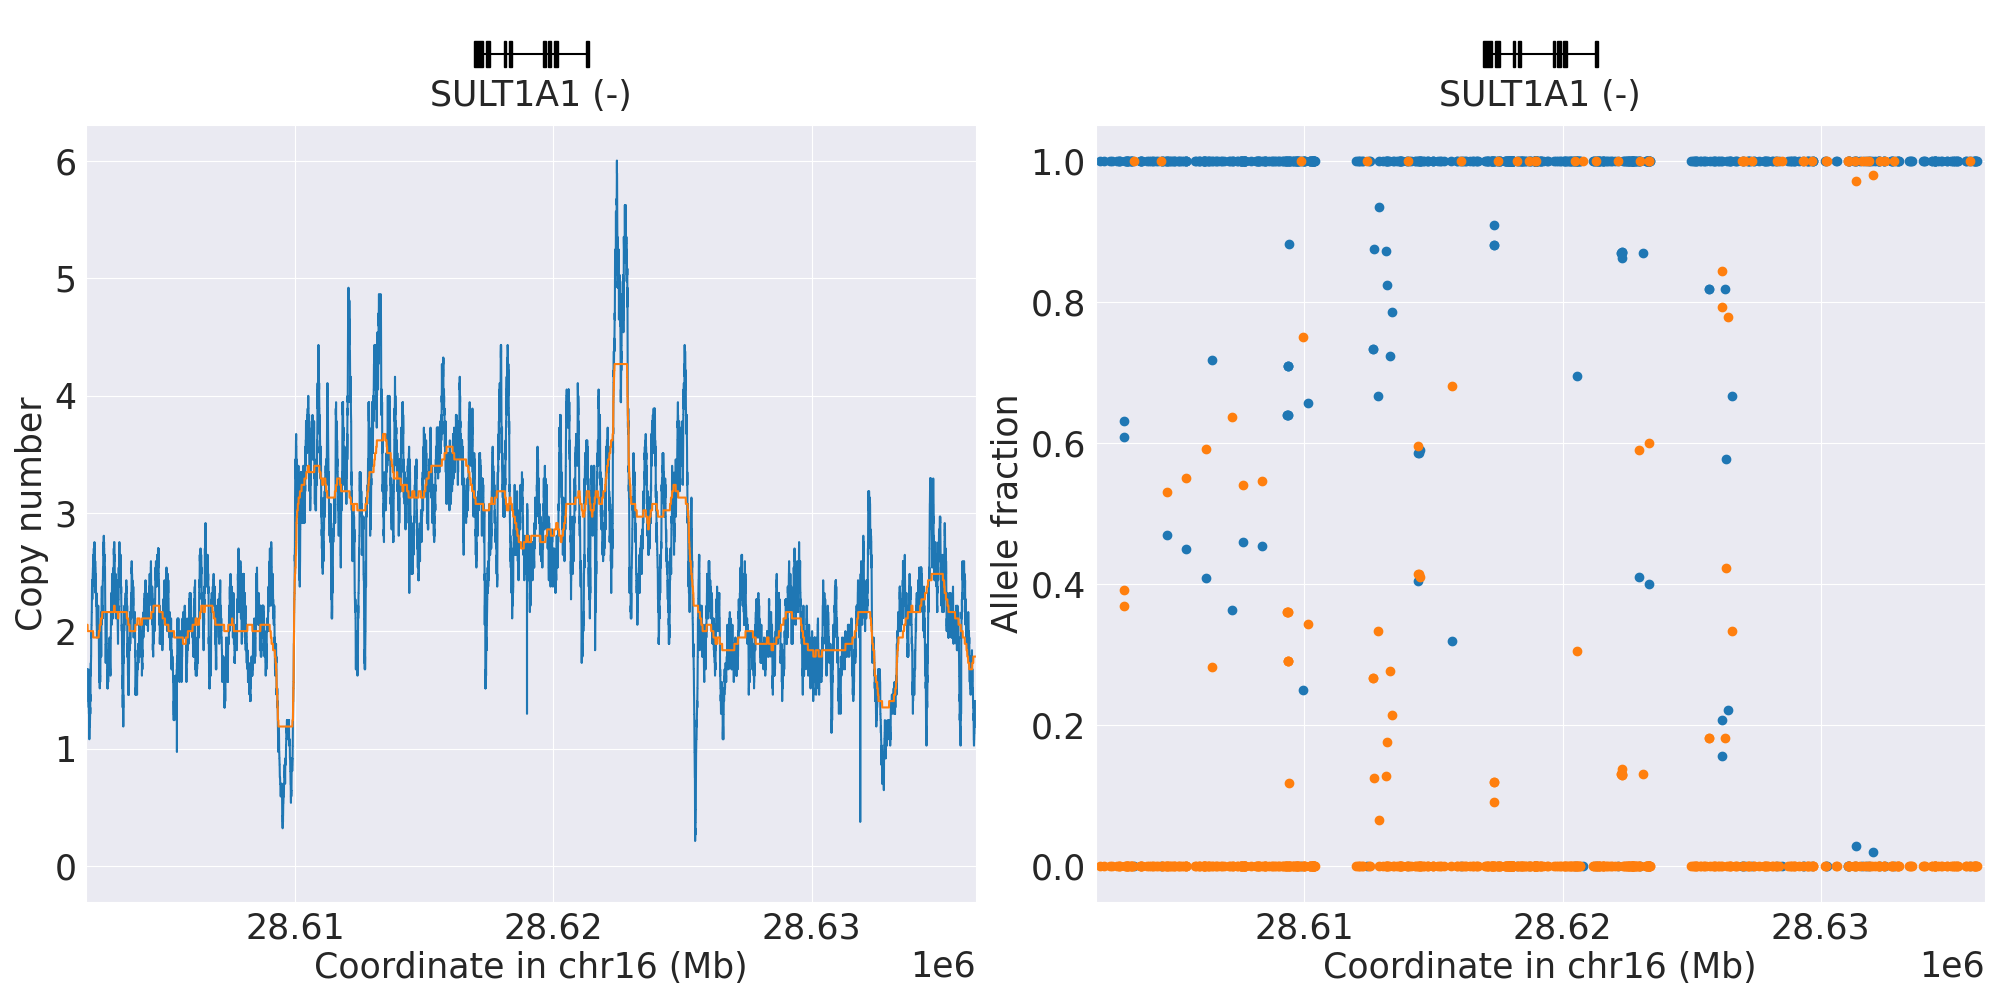 SULT1A1 (-)
6
5
4
3
2
1
0
Copy number
28.61
28.62
28.63
Coordinate in chr16 (Mb)
1e6
SULT1A1 (-)
1.0
0.8
0.6
0.4
0.2
0.0
Allele fraction
28.61
28.62
28.63
Coordinate in chr16 (Mb)
1e6